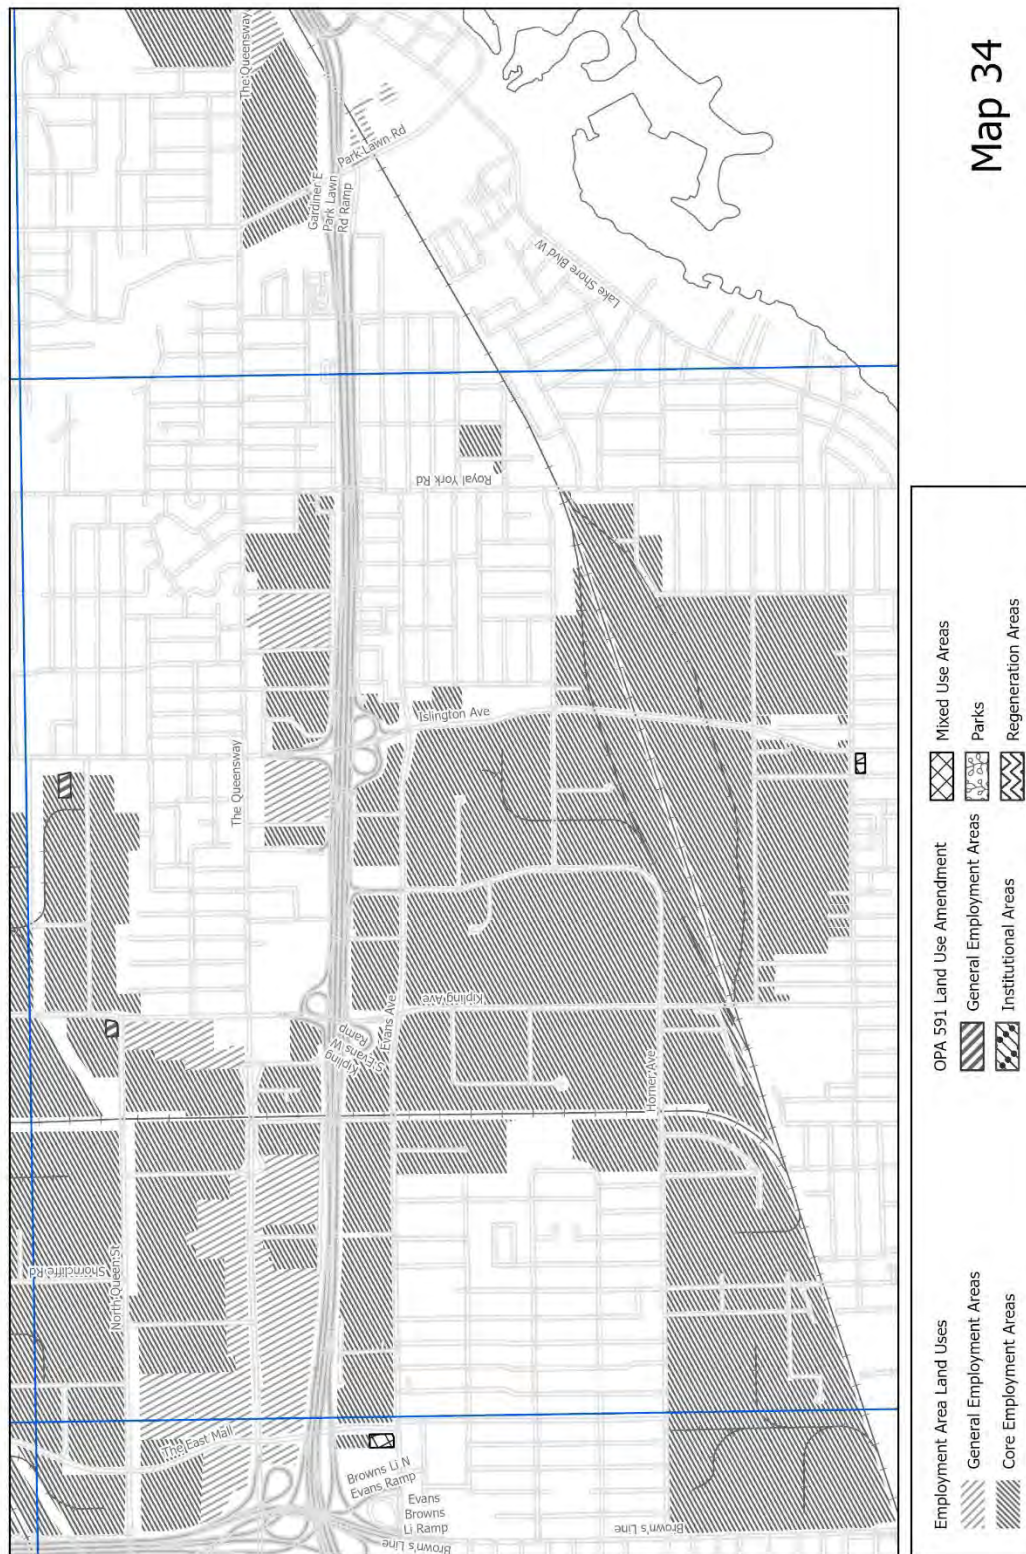 The Queensway
Park Lawn Rd
Gardiner E
Park Lawn
Rd Ramp
Lake Shore Blvd W
Royal York Rd
The Queensway
Islington Ave
Kipling Ave
Evans Ave
Kipling
S Evans W
Ramp
Horner Ave
North Queen St
Shorncliffe Rd
The East Mall
Browns Li N
Evans Ramp
Evans
Browns
Li Ramp
Brown's Line
Brown's Line
Map 34
Employment Area Land Uses
General Employment Areas
Core Employment Areas
OPA 591 Land Use Amendment
General Employment Areas
Institutional Areas
Mixed Use Areas
Parks
Regeneration Areas